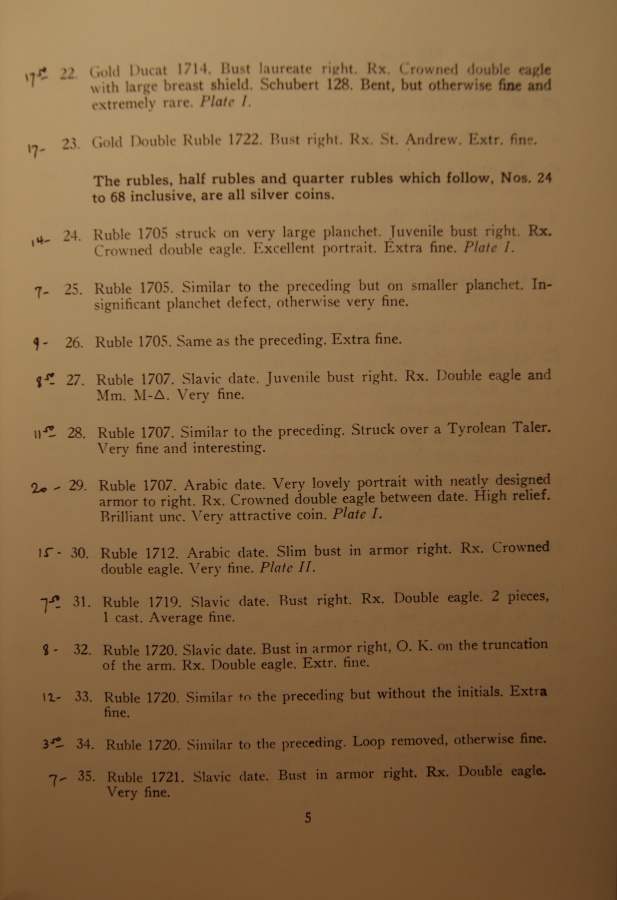 17 50 22. Gold Ducat 1714. Bust laureate right. Rx. Crowned double eagle
with large breast shield. Schubert 128. Bent, but otherwise fine and
extremely rare. Plate I.
17- 23. Gold Double Ruble 1722. Bust right. Rx. St. Andrew. Extr. fine.
The rubles, half rubles and quarter rubles which follow, Nos. 24
to 68 inclusive, are all silver coins.
14- 24. Ruble 1705 struck on very large planchet. Juvenile bust right. Rx.
Crowned double eagle. Excellent portrait. Extra fine. Plate I.
7- 25. Ruble 1705. Similar to the preceding but on smaller planchet. In-
significant planchet defect, otherwise very fine.
9- 26. Ruble 1705. Same as the preceding. Extra fine.
8 50 27. Ruble 1707. Slavic date. Juvenile bust right. Rx. Double eagle and
Mm. M-Δ. Very fine.
11 50 28. Ruble 1707. Similar to the preceding. Struck over a Tyrolean Taler.
Very fine and interesting.
20- 29. Ruble 1707. Arabic date. Very lovely portrait with neatly designed
armor to right. Rx. Crowned double eagle between date. High relief.
Brilliant unc. Very attractive coin. Plate I.
15- 30. Ruble 1712. Arabic date. Slim bust in armor right. Rx. Crowned
double eagle. Very fine. Plate II.
7 50 31. Ruble 1719. Slavic date. Bust right. Rx. Double eagle. 2 pieces,
1 cast. Average fine.
8- 32. Ruble 1720. Slavic date. Bust in armor right, O. K. on the truncation
of the arm. Rx. Double eagle. Extr. fine.
12- 33. Ruble 1720. Similar to the preceding but without the initials. Extra
fine.
3 50 34. Ruble 1720. Similar to the preceding. Loop removed, otherwise fine.
7- 35. Ruble 1721. Slavic date. Bust in armor right. Rx. Double eagle.
Very fine.
5